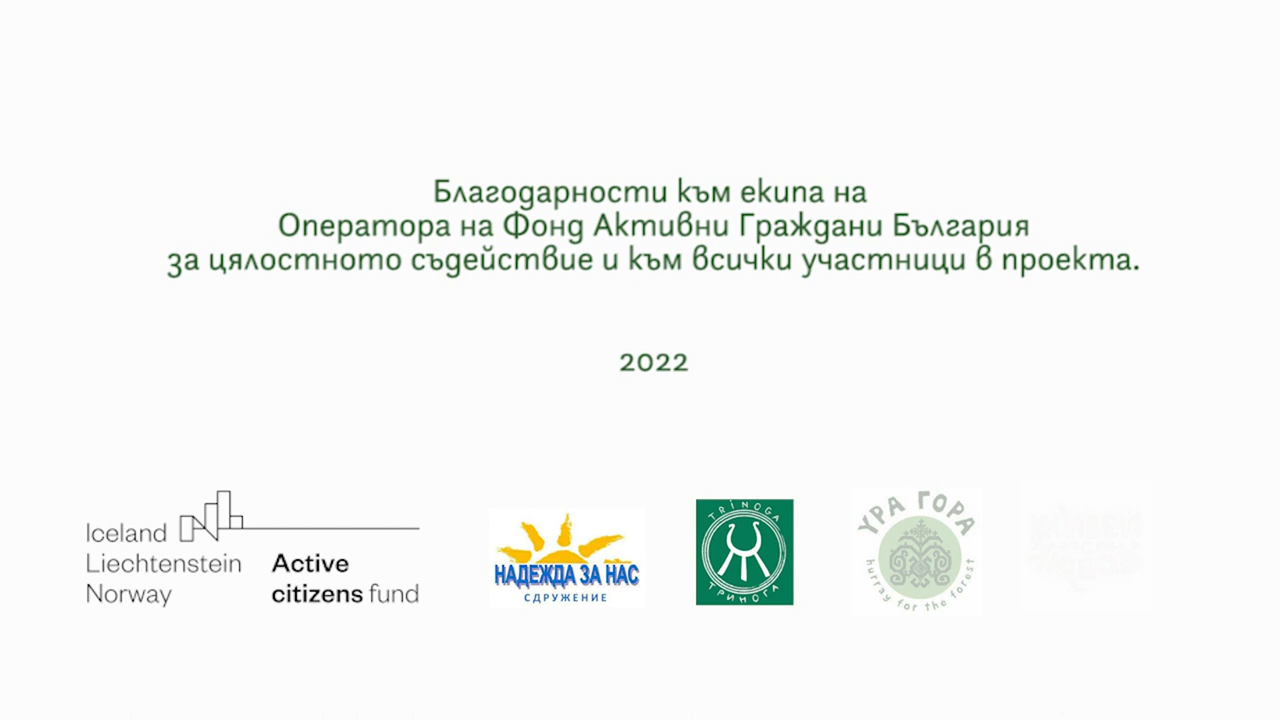 Благодарности към екипа на
Оператора на Фонд Активни Граждани България
за цялостното съдействие и към всички участници в проекта.
2022
Iceland
Liechtenstein
Norway
Active
citizens fund
НАДЕЖДА ЗА НАС
СДРУЖЕНИЕ
TRINOGA
ТРИНОГА
УРА ГОРА
hurray for the forest